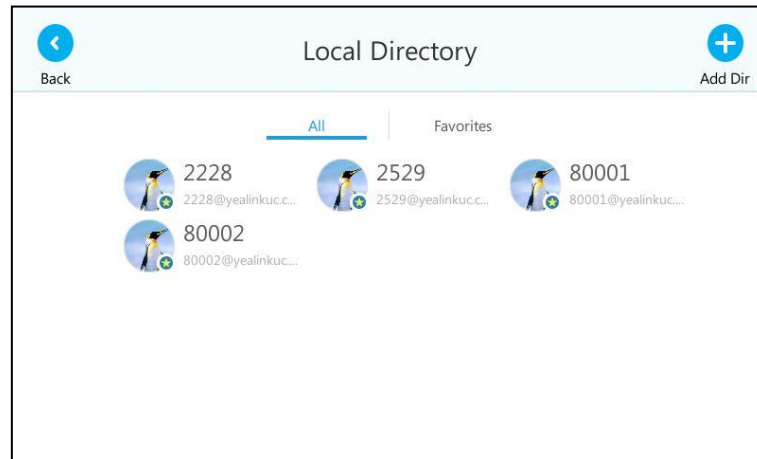 Local Directory
Back
Add Dir
All
Favorites
2228
2228@yealinkuc.c...
2529
2529@yealinkuc.c...
80001
80001@yealinkuc....
80002
80002@yealinkuc....